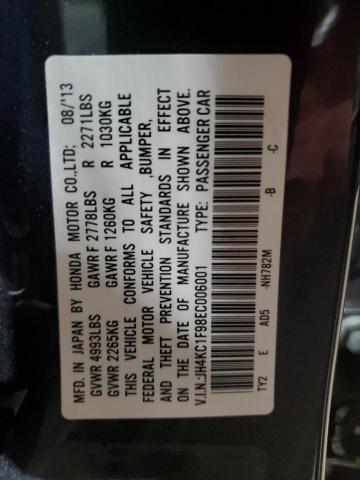 MFD. IN JAPAN BY HONDA MOTOR CO.,LTD; 08/'13
GVWR 4993LBS GAWR F 2778LBS R 2271LBS
GVWR 2265KG GAWR F 1260KG R 1030KG
THIS VEHICLE CONFORMS TO ALL APPLICABLE
FEDERAL MOTOR VEHICLE SAFETY ,BUMPER,
AND THEFT PREVENTION STANDARDS IN EFFECT
ON THE DATE OF MANUFACTURE SHOWN ABOVE.
V.I.N.:JH4KC1F98EC006001 TYPE: PASSENGER CAR
TY2 E AD5 -NH782M -B -C